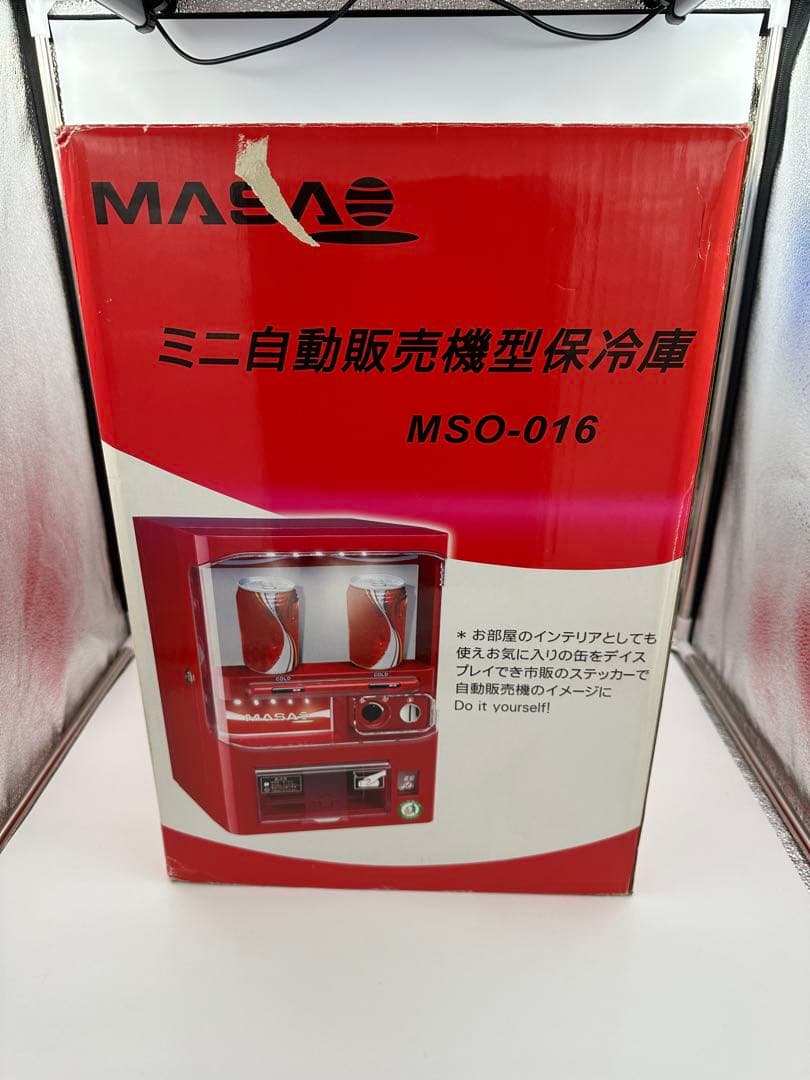 MASAO
ミニ自動販売機型保冷庫
MSO-016
COLD
COLD
MASAO
* お部屋のインテリアとしても
使えお気に入りの缶をデイス
プレイでき市販のステッカーで
自動販売機のイメージに
Do it yourself!